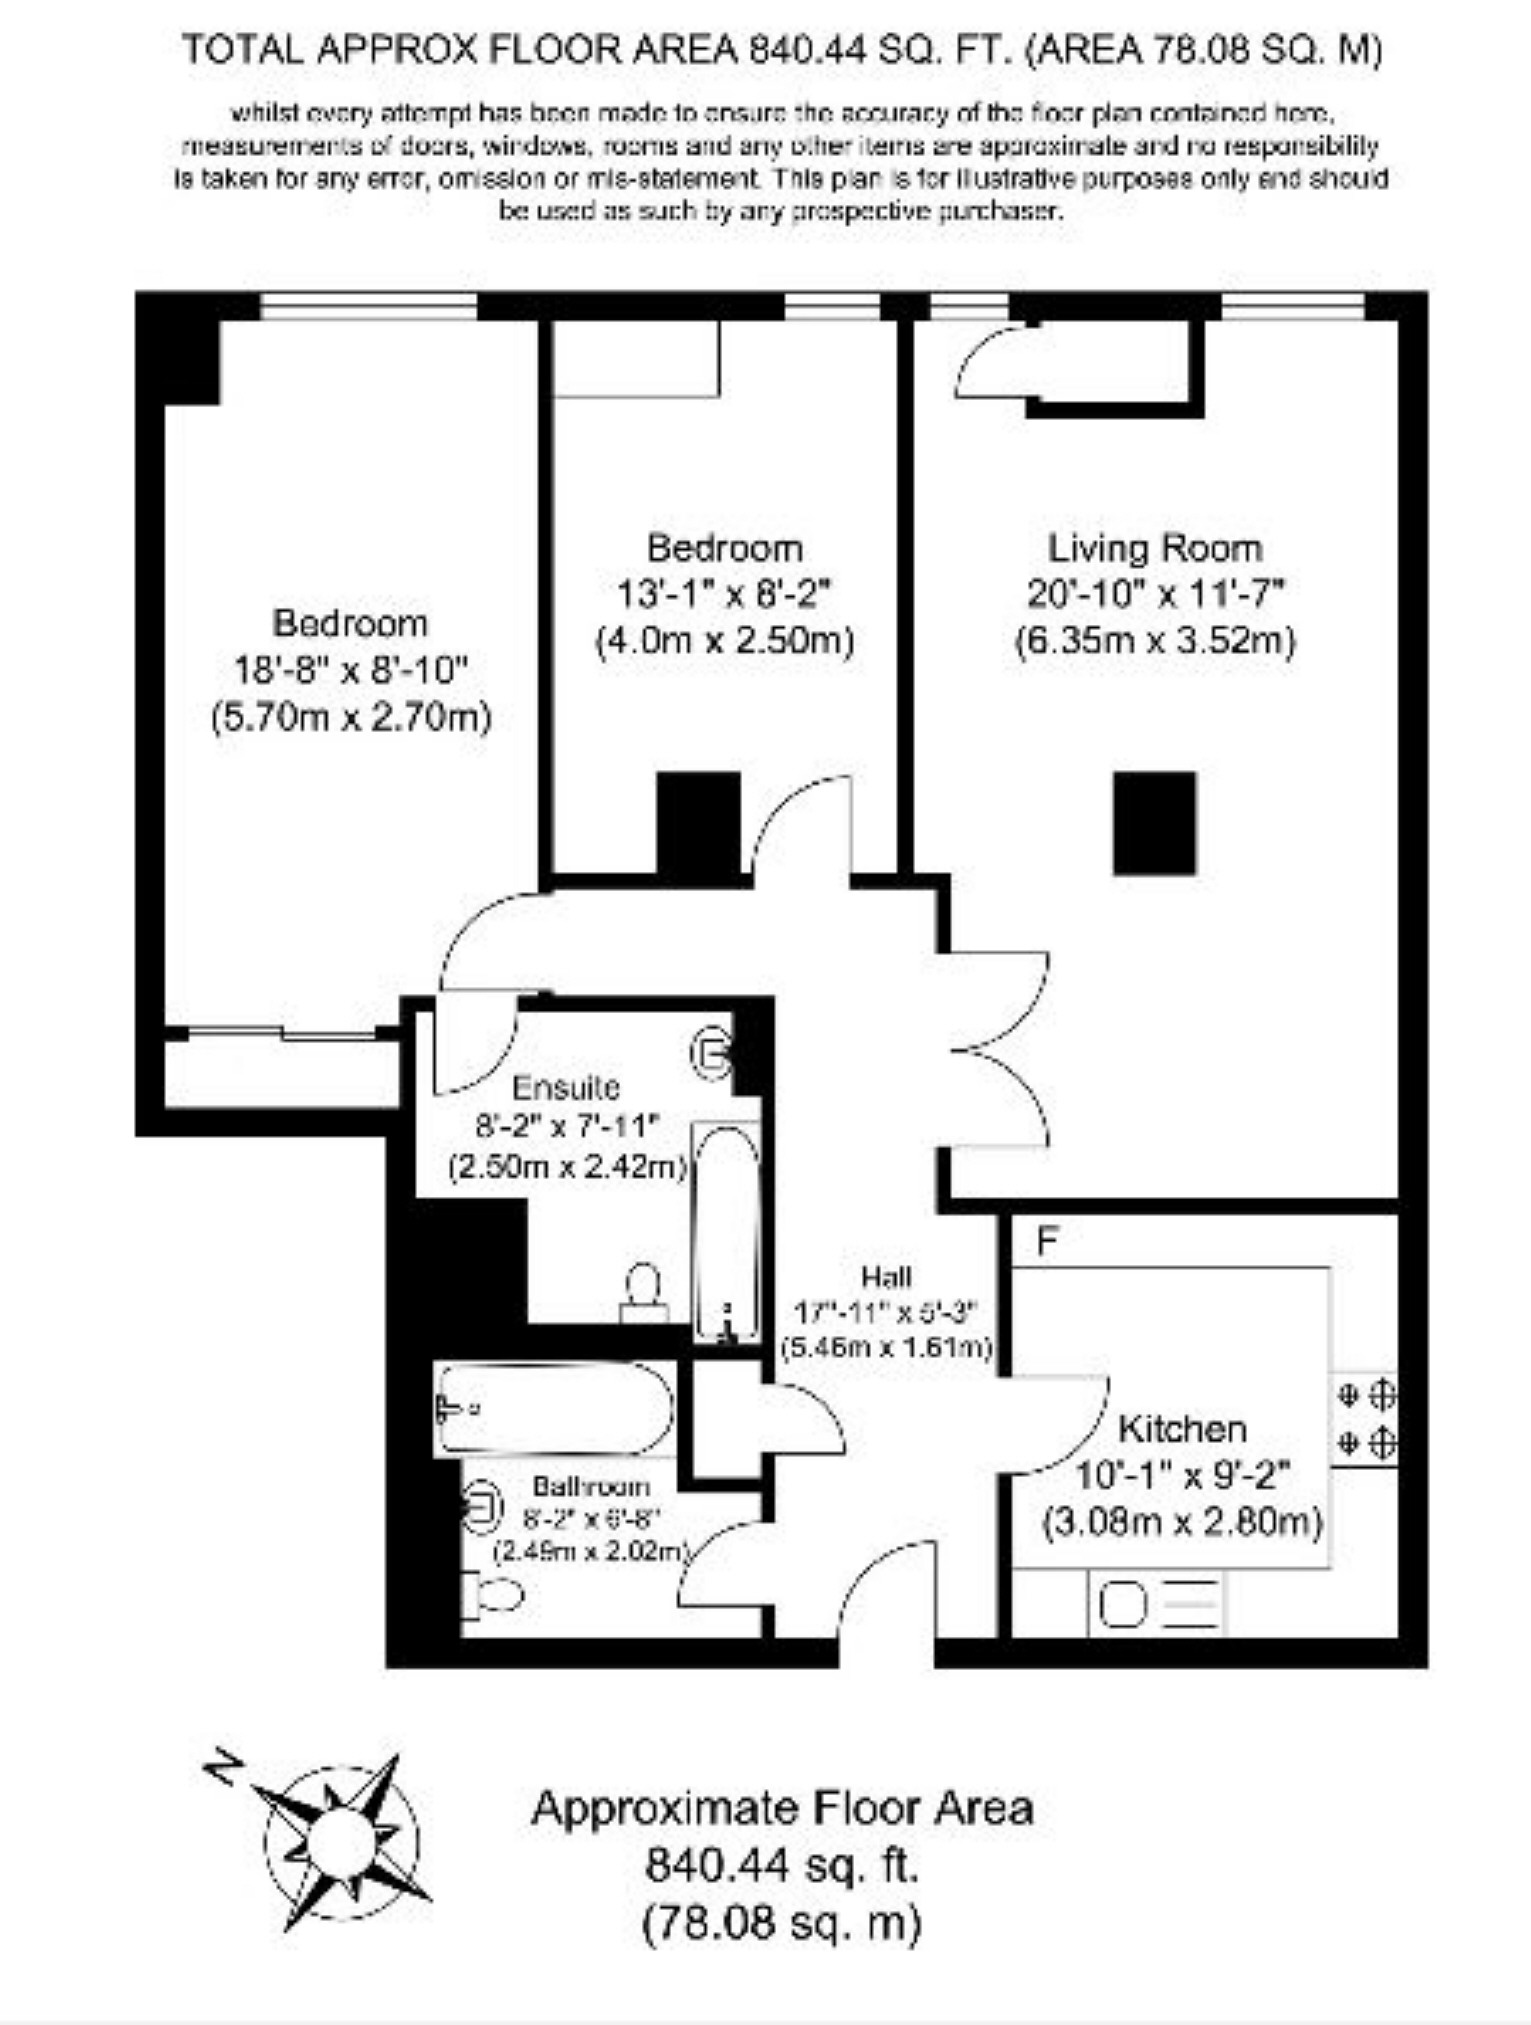 TOTAL APPROX FLOOR AREA 840.44 SQ. FT. (AREA 78.08 SQ. M)
whilst every attempt has been made to ensure the accuracy of the floor plan contained here,
measurements of doors, windows, rooms and any other items are approximate and no responsibility
is taken for any error, omission or mis-statement. This plan is for illustrative purposes only and should
be used as such by any prospective purchaser.
Bedroom
18'-8" x 8'-10"
(5.70m x 2.70m)
Bedroom
13'-1" x 8'-2"
(4.0m x 2.50m)
Living Room
20'-10" x 11'-7"
(6.35m x 3.52m)
Ensuite
8'-2" x 7'-11"
(2.50m x 2.42m)
Hall
17"-11" x 5'-3"
(5.46m x 1.61m)
F
Kitchen
10'-1" x 9'-2"
(3.08m x 2.80m)
Bathroom
8'-2" x 6'-8"
(2.49m x 2.02m)
N
Approximate Floor Area
840.44 sq. ft.
(78.08 sq. m)